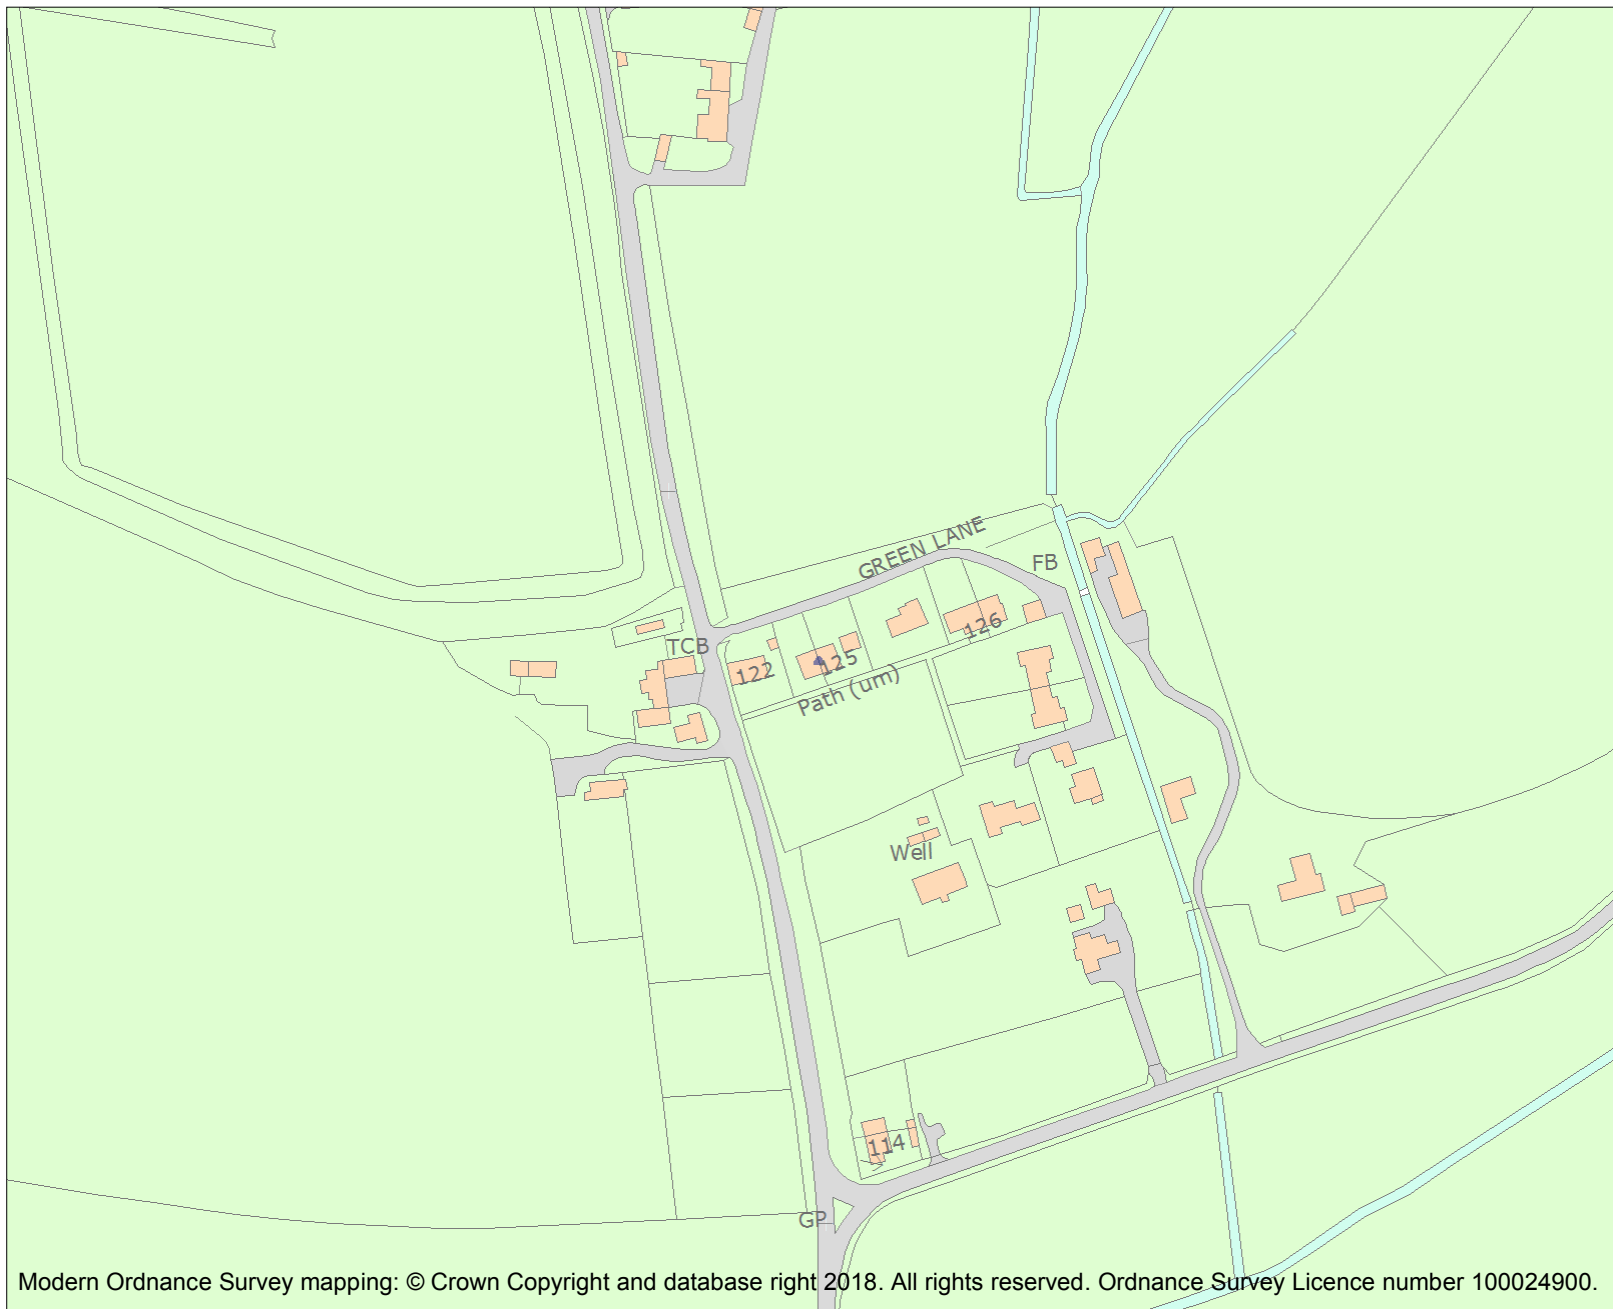 GREEN LANE
FB
126
TCB
122
125
Path (um)
Well
114
GP
Modern Ordnance Survey mapping: © Crown Copyright and database right 2018. All rights reserved. Ordnance Survey Licence number 100024900.